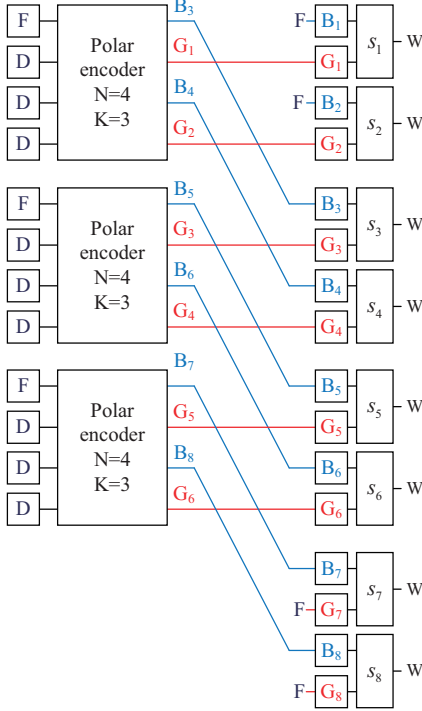 B₃
F
F B₁
G₁
s₁ W
D
Polar
encoder
N=4
K=3
G₁
B₄
D
F B₂
G₂
s₂ W
D
G₂
B₅
F
B₃
G₃
s₃ W
D
Polar
encoder
N=4
K=3
G₃
B₆
D
B₄
G₄
s₄ W
D
G₄
B₇
F
B₅
G₅
s₅ W
D
Polar
encoder
N=4
K=3
G₅
B₈
D
B₆
G₆
s₆ W
D
G₆
B₇
F G₇
s₇ W
B₈
F G₈
s₈ W